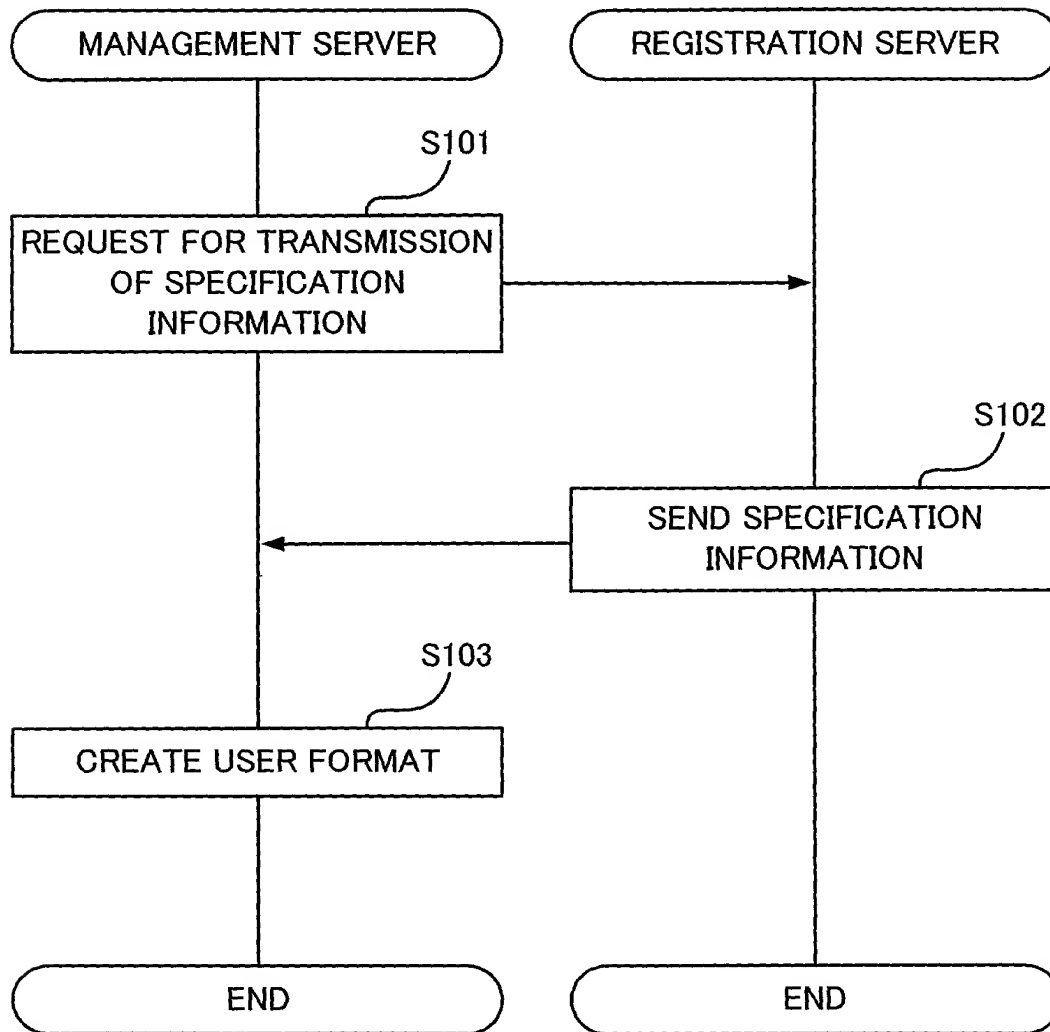 MANAGEMENT SERVER
REGISTRATION SERVER
S101
REQUEST FOR TRANSMISSION
OF SPECIFICATION
INFORMATION
S102
SEND SPECIFICATION
INFORMATION
S103
CREATE USER FORMAT
END
END